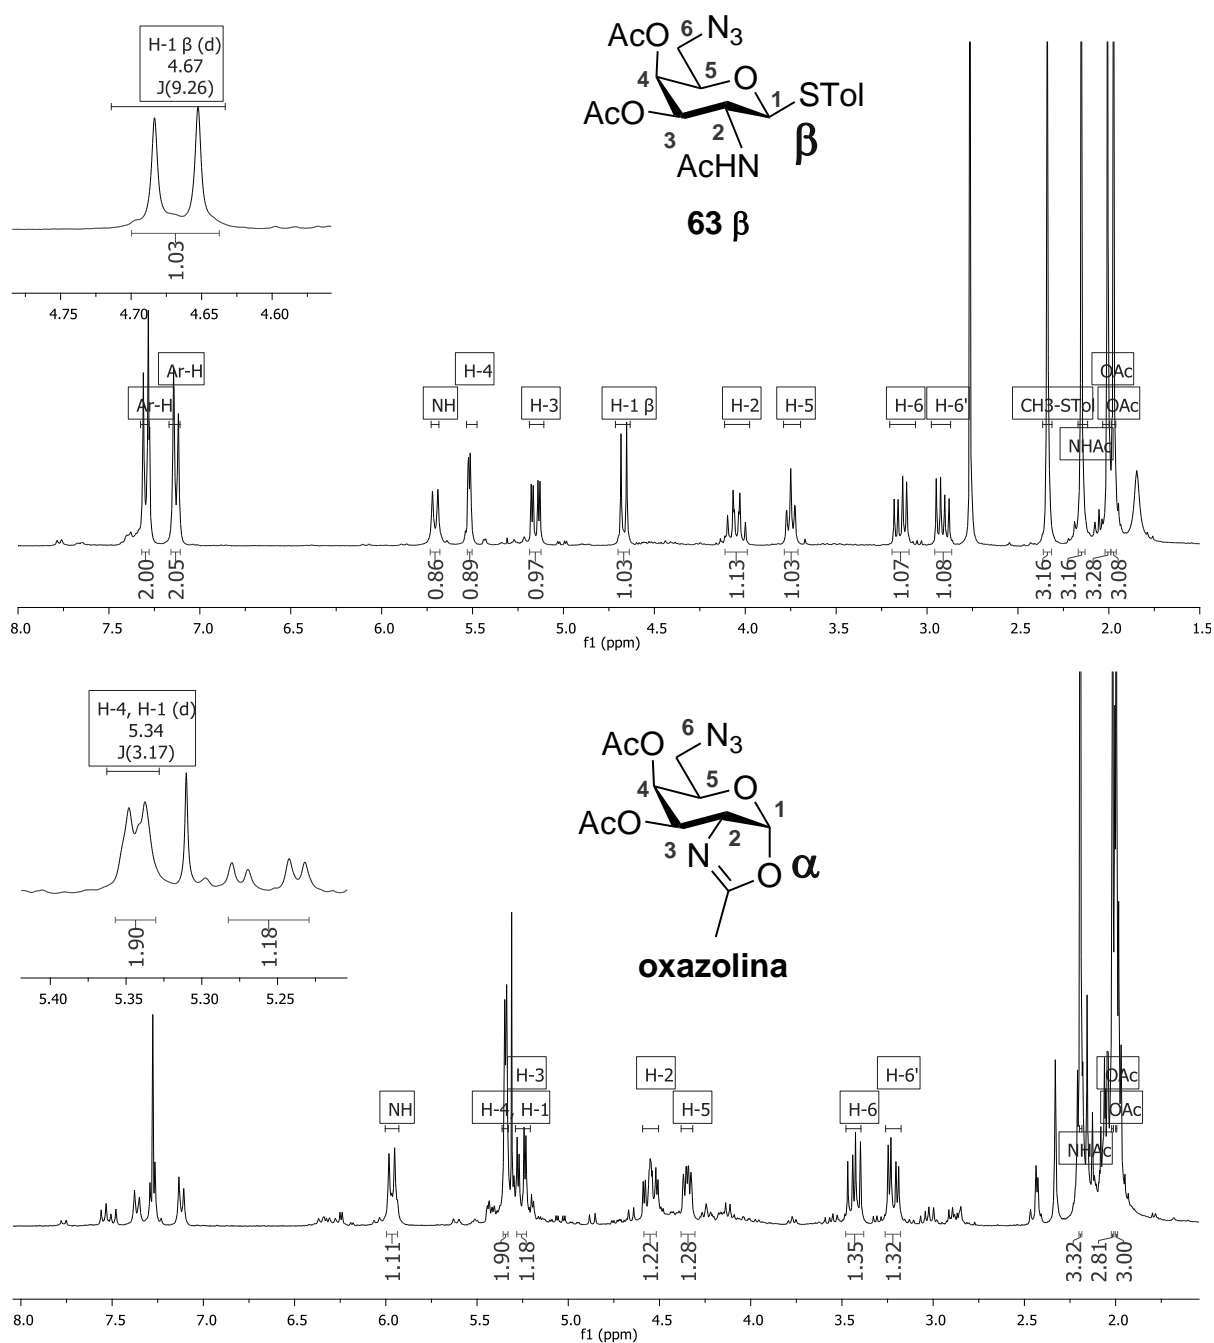 H-1 β (d)
4.67
J(9.26)
1.03
4.75 4.70 4.65 4.60
AcO 6 N3
4 5 O 1 STol
AcO 3 2 β
AcHN
63 β
Ar-H
Ar-H
NH
H-4
H-3
H-1 β
H-2
H-5
H-6
H-6'
CH3-STol
NHAc
OAc
OAc
2.00 2.05 0.86 0.89 0.97 1.03 1.13 1.03 1.07 1.08 3.16 3.16 3.28 3.08
8.0 7.5 7.0 6.5 6.0 5.5 5.0 4.5 4.0 3.5 3.0 2.5 2.0 1.5
f1 (ppm)
H-4, H-1 (d)
5.34
J(3.17)
1.90 1.18
5.40 5.35 5.30 5.25
AcO 6 N3
4 5 O 1
AcO 3 2
N O α
oxazolina
NH
H-3
H-4, H-1
H-2
H-5
H-6
H-6'
OAc
OAc
NHAc
1.11 1.90 1.18 1.22 1.28 1.35 1.32 3.32 2.81 3.00
8.0 7.5 7.0 6.5 6.0 5.5 5.0 4.5 4.0 3.5 3.0 2.5 2.0
f1 (ppm)